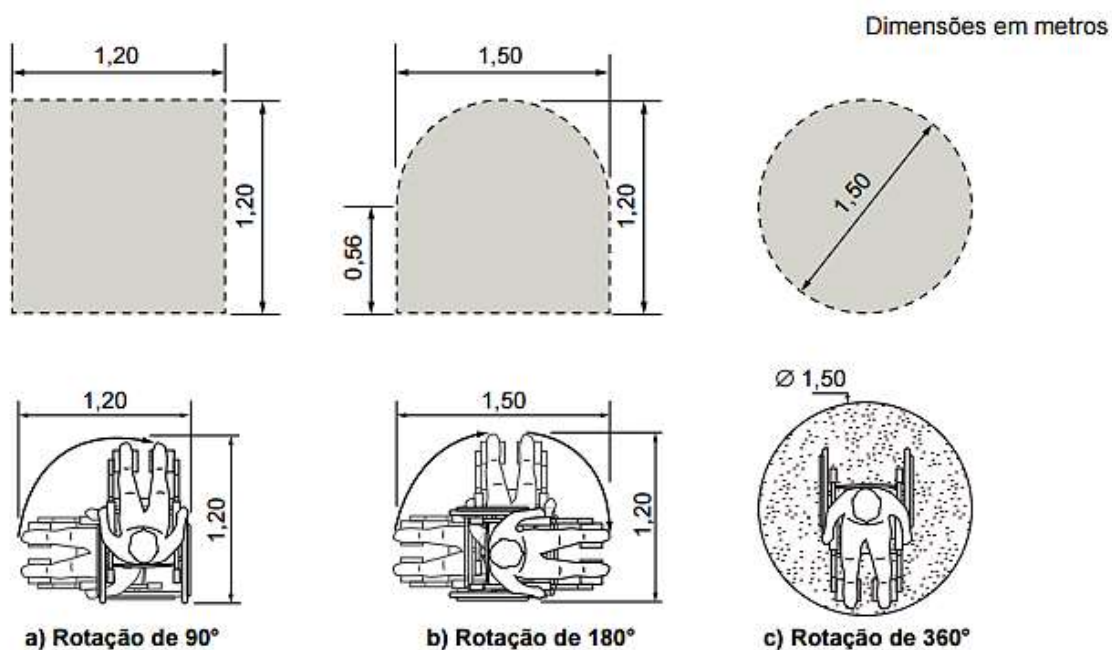 Dimensões em metros
1,20
1,50
1,20
0,56
1,20
1,50
1,20
1,20
1,50
1,20
Ø 1,50
a) Rotação de 90°
b) Rotação de 180°
c) Rotação de 360°